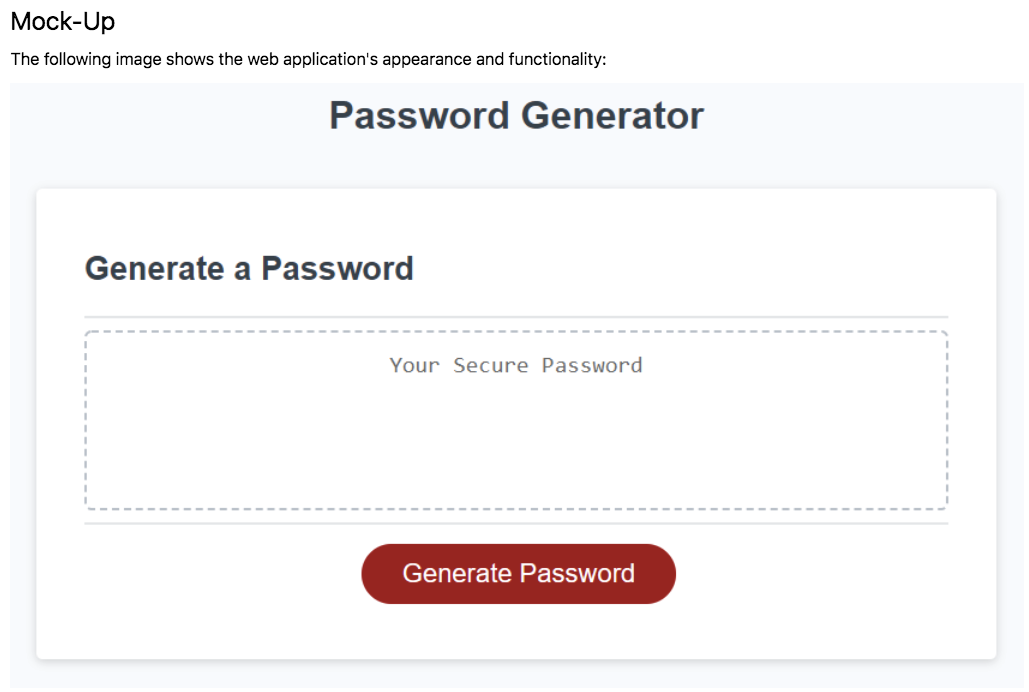 Mock-Up
The following image shows the web application's appearance and functionality:
Password Generator
Generate a Password
Your Secure Password
Generate Password